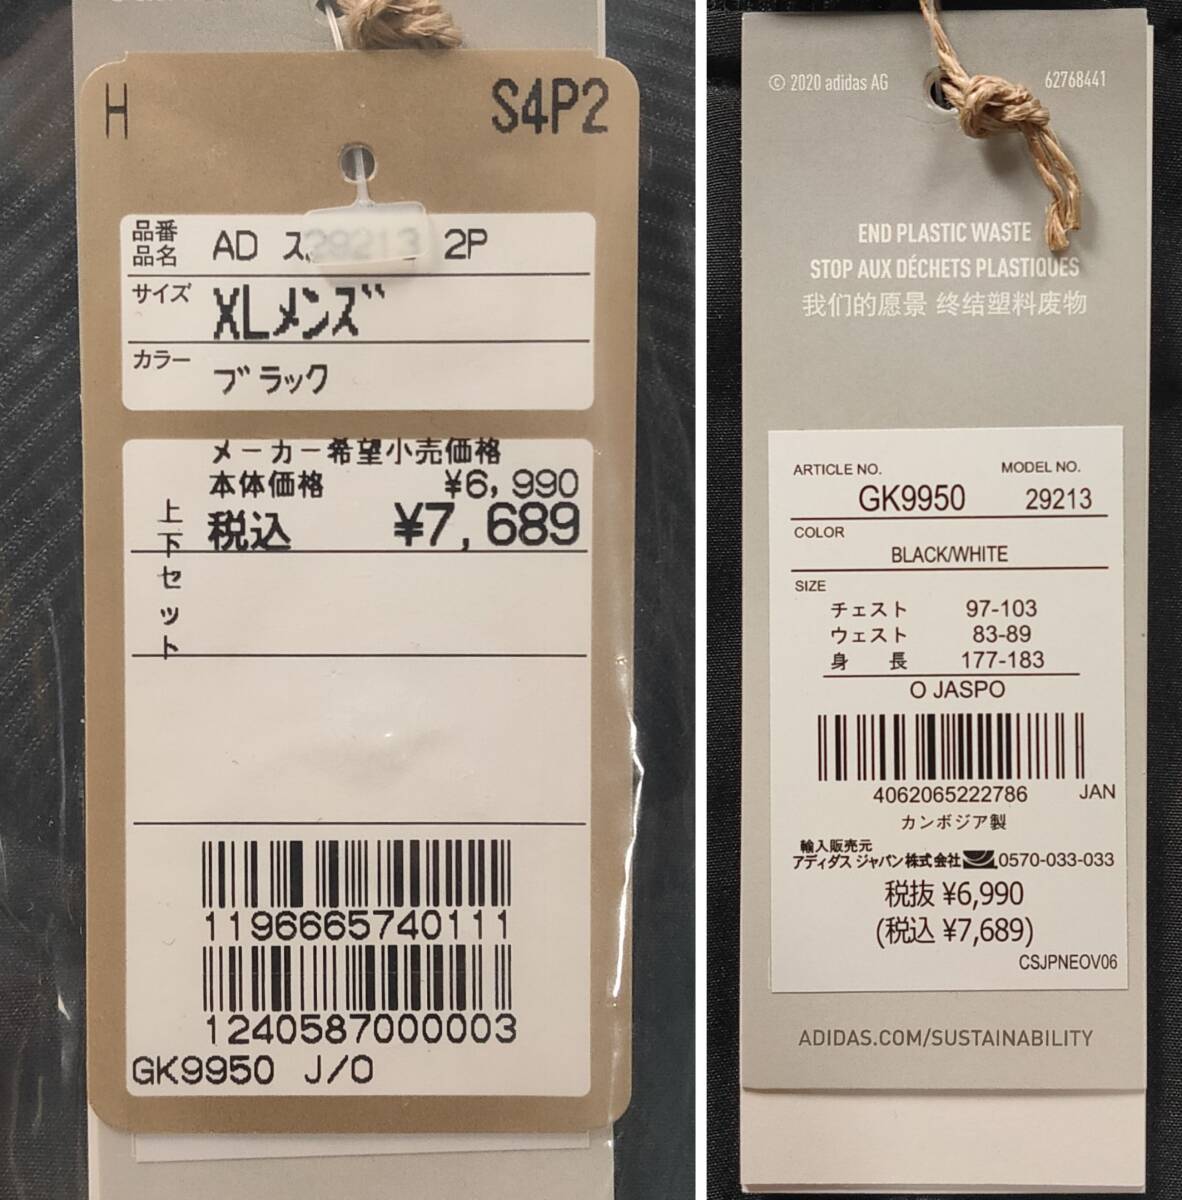 H S4P2
品番
品名
AD ス 29213 2P
サイズ
XLメンズ
カラー
ブラック
メーカー希望小売価格
本体価格 ¥6,990
税込 ¥7,689
上下セット
1196665740111
1240587000003
GK9950 J/O
© 2020 adidas AG 62768441
END PLASTIC WASTE
STOP AUX DÉCHETS PLASTIQUES
我们的愿景 终结塑料废物
ARTICLE NO. MODEL NO.
GK9950 29213
COLOR
BLACK/WHITE
SIZE
チェスト 97-103
ウェスト 83-89
身長 177-183
O JASPO
4062065222786 JAN
カンボジア製
輸入販売元
アディダス ジャパン株式会社 0570-033-033
税抜 ¥6,990
(税込 ¥7,689)
CSJPNEOV06
ADIDAS.COM/SUSTAINABILITY